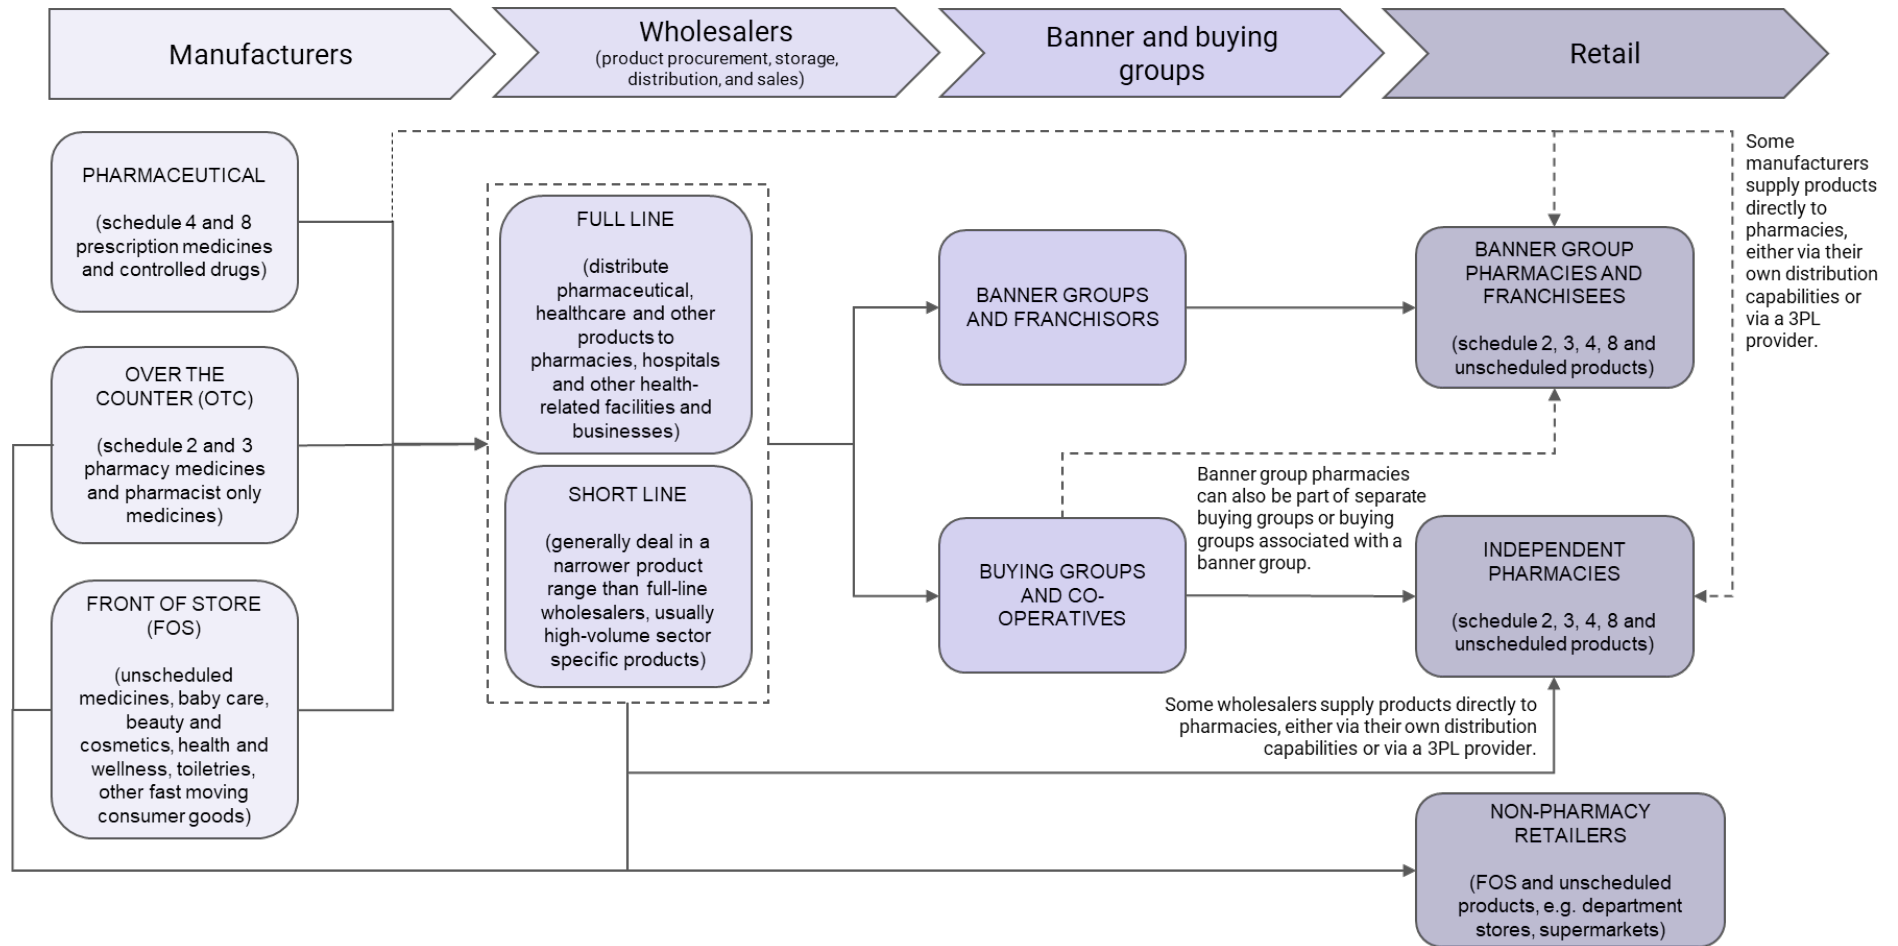 Manufacturers
Wholesalers
(product procurement, storage,
distribution, and sales)
Banner and buying
groups
Retail
PHARMACEUTICAL
(schedule 4 and 8
prescription medicines
and controlled drugs)
OVER THE
COUNTER (OTC)
(schedule 2 and 3
pharmacy medicines
and pharmacist only
medicines)
FRONT OF STORE
(FOS)
(unscheduled
medicines, baby care,
beauty and
cosmetics, health and
wellness, toiletries,
other fast moving
consumer goods)
FULL LINE
(distribute
pharmaceutical,
healthcare and other
products to
pharmacies, hospitals
and other health-
related facilities and
businesses)
SHORT LINE
(generally deal in a
narrower product
range than full-line
wholesalers, usually
high-volume sector
specific products)
BANNER GROUPS
AND FRANCHISORS
BUYING GROUPS
AND CO-
OPERATIVES
Banner group pharmacies
can also be part of separate
buying groups or buying
groups associated with a
banner group.
Some wholesalers supply products directly to
pharmacies, either via their own distribution
capabilities or via a 3PL provider.
BANNER GROUP
PHARMACIES AND
FRANCHISEES
(schedule 2, 3, 4, 8 and
unscheduled products)
INDEPENDENT
PHARMACIES
(schedule 2, 3, 4, 8 and
unscheduled products)
NON-PHARMACY
RETAILERS
(FOS and unscheduled
products, e.g. department
stores, supermarkets)
Some
manufacturers
supply products
directly to
pharmacies,
either via their
own distribution
capabilities or
via a 3PL
provider.